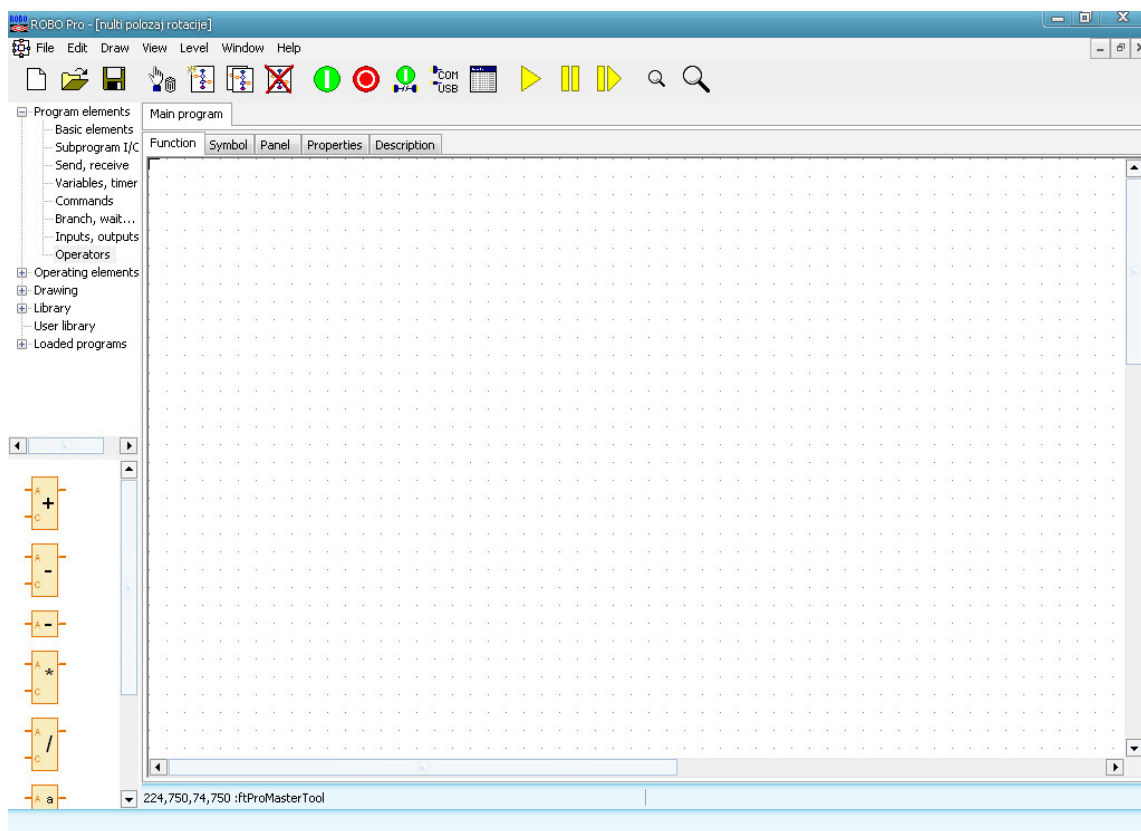 ROBO
ROBO Pro - [nulti polozaj rotacije]
File Edit Draw View Level Window Help
COM
USB
Program elements
Basic elements
Subprogram I/O
Send, receive
Variables, timer
Commands
Branch, wait...
Inputs, outputs
Operators
Operating elements
Drawing
Library
User library
Loaded programs
Main program
Function Symbol Panel Properties Description
A
+
C
A
-
C
A -
A
*
C
A
/
C
A a
224,750,74,750 :ftProMasterTool